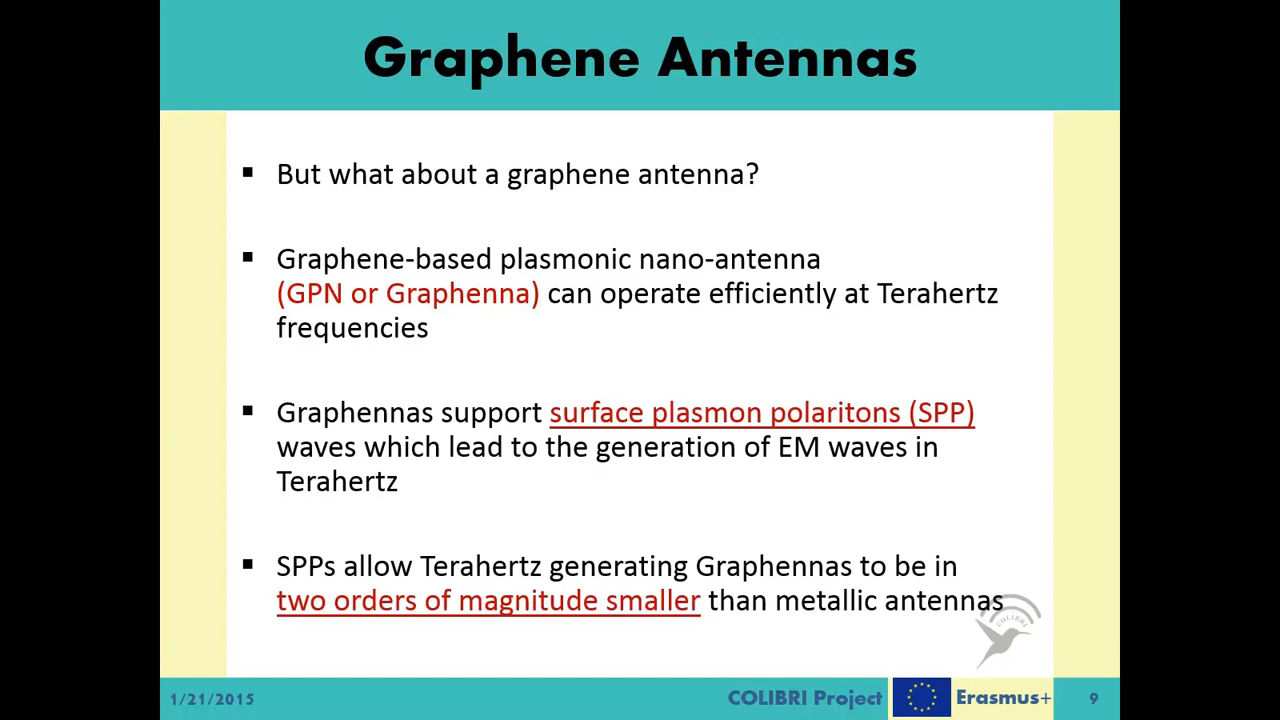 Graphene Antennas
▪ But what about a graphene antenna?
▪ Graphene-based plasmonic nano-antenna
(GPN or Graphenna) can operate efficiently at Terahertz
frequencies
▪ Graphennas support surface plasmon polaritons (SPP)
waves which lead to the generation of EM waves in
Terahertz
▪ SPPs allow Terahertz generating Graphennas to be in
two orders of magnitude smaller than metallic antennas
COLIBRI
1/21/2015 COLIBRI Project Erasmus+ 9